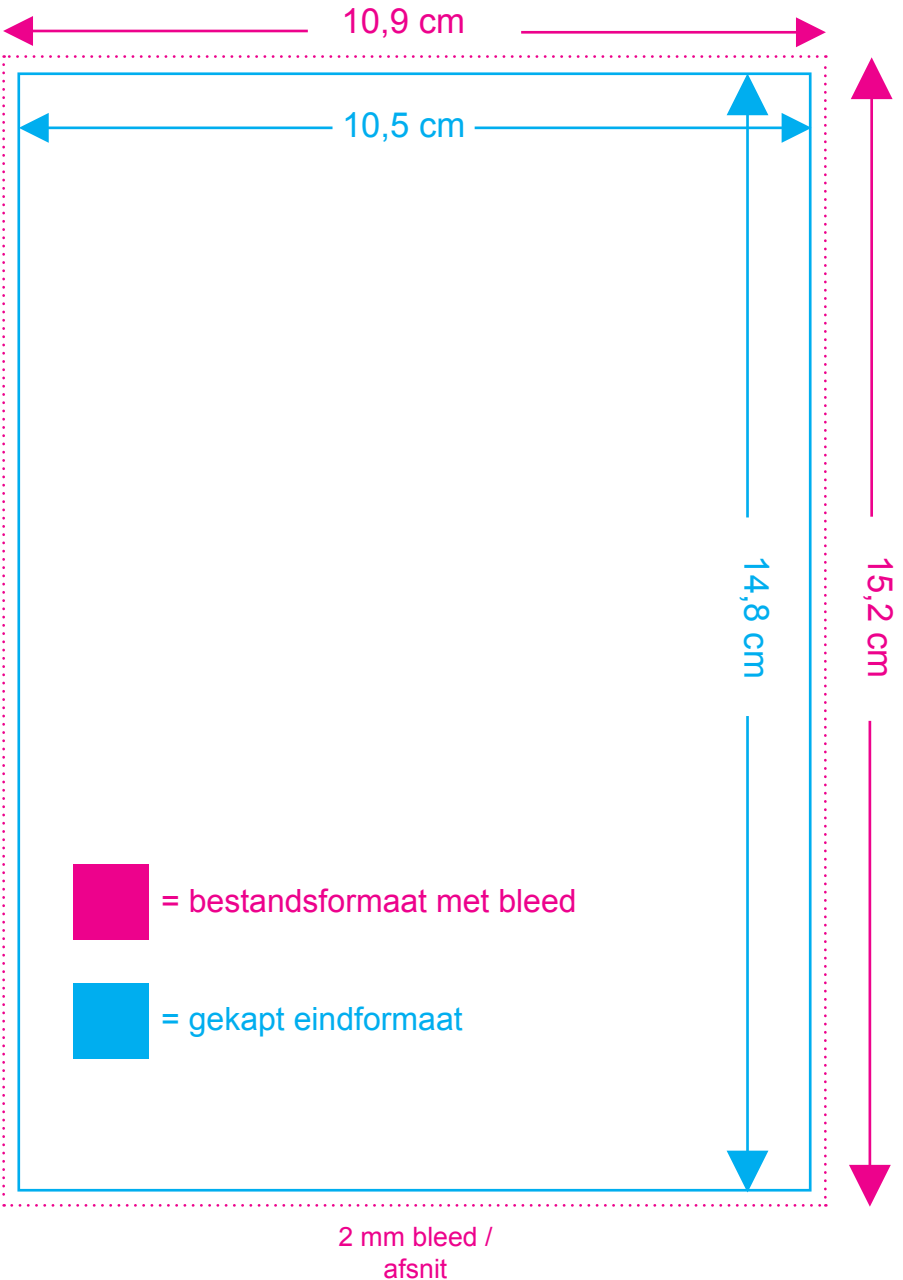 10,9 cm
10,5 cm
14,8 cm
15,2 cm
= bestandsformaat met bleed
= gekapt eindformaat
2 mm bleed /
afsnit